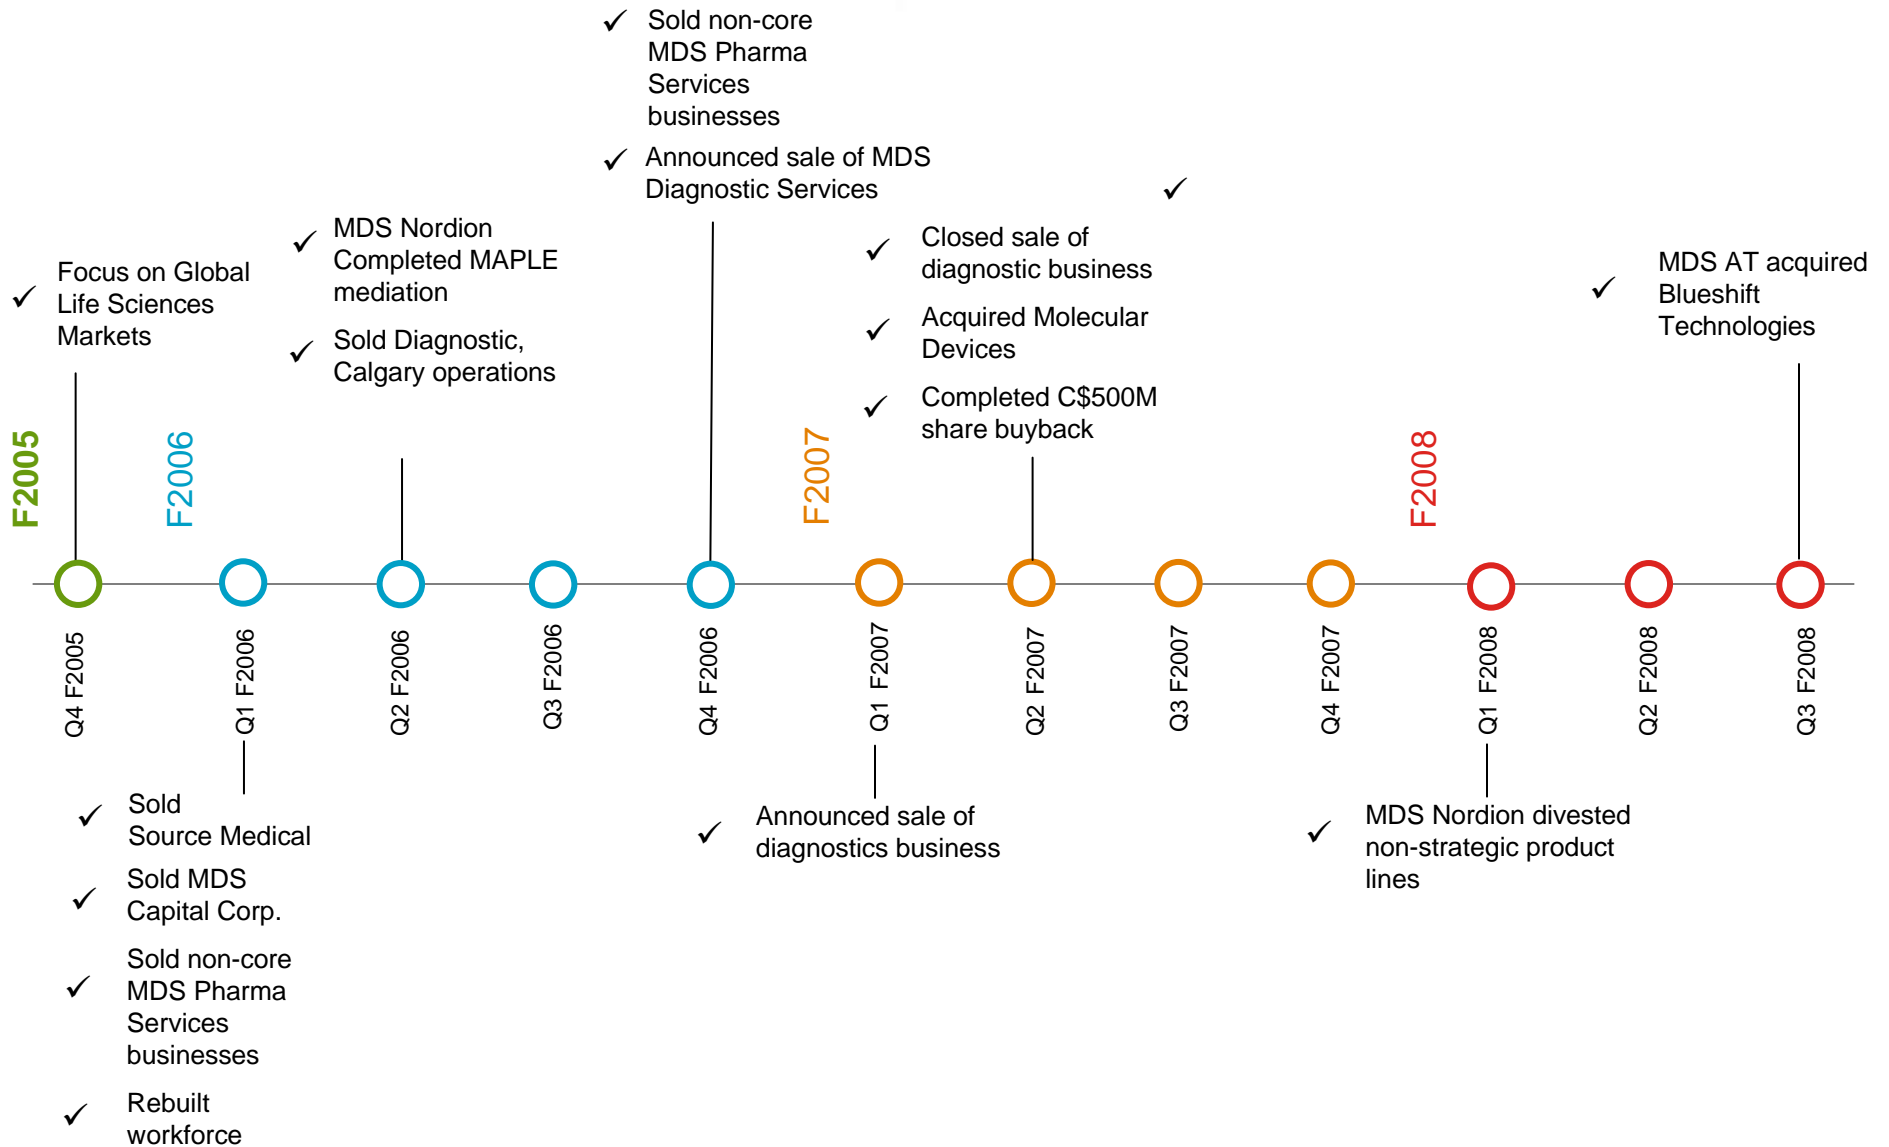 ✓ Sold non-core
MDS Pharma
Services
businesses
✓ Announced sale of MDS
Diagnostic Services
✓
✓ MDS Nordion
Completed MAPLE
mediation
✓ Sold Diagnostic,
Calgary operations
✓ Focus on Global
Life Sciences
Markets
✓ Closed sale of
diagnostic business
✓ Acquired Molecular
Devices
✓ Completed C$500M
share buyback
✓ MDS AT acquired
Blueshift
Technologies
F2005
F2006
F2007
F2008
Q4 F2005
Q1 F2006
Q2 F2006
Q3 F2006
Q4 F2006
Q1 F2007
Q2 F2007
Q3 F2007
Q4 F2007
Q1 F2008
Q2 F2008
Q3 F2008
✓ Sold
Source Medical
✓ Sold MDS
Capital Corp.
✓ Sold non-core
MDS Pharma
Services
businesses
✓ Rebuilt
workforce
✓ Announced sale of
diagnostics business
✓ MDS Nordion divested
non-strategic product
lines